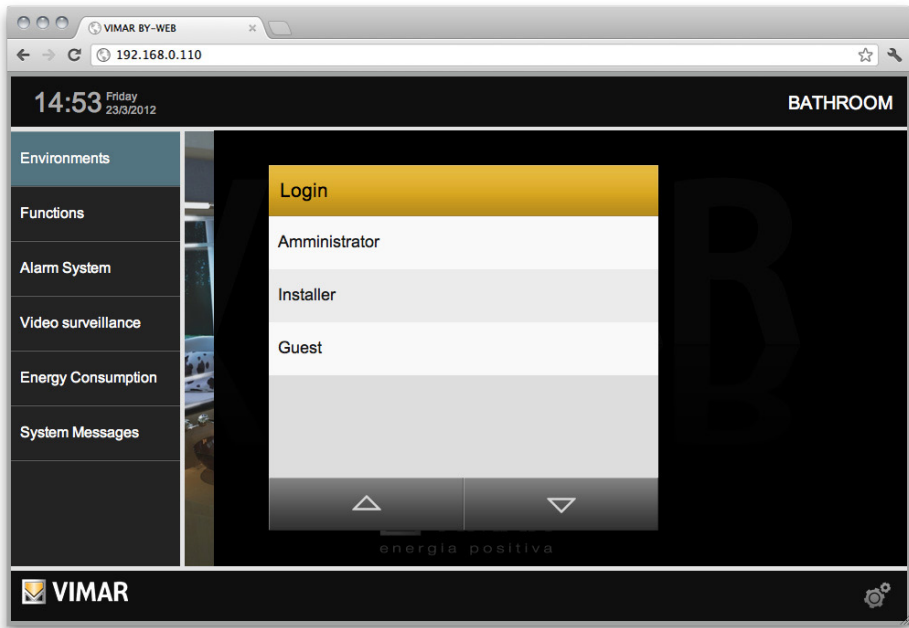 VIMAR BY-WEB
192.168.0.110
14:53 Friday
23/3/2012
BATHROOM
Environments
Functions
Alarm System
Video surveillance
Energy Consumption
System Messages
Login
Amministrator
Installer
Guest
energia positiva
VIMAR